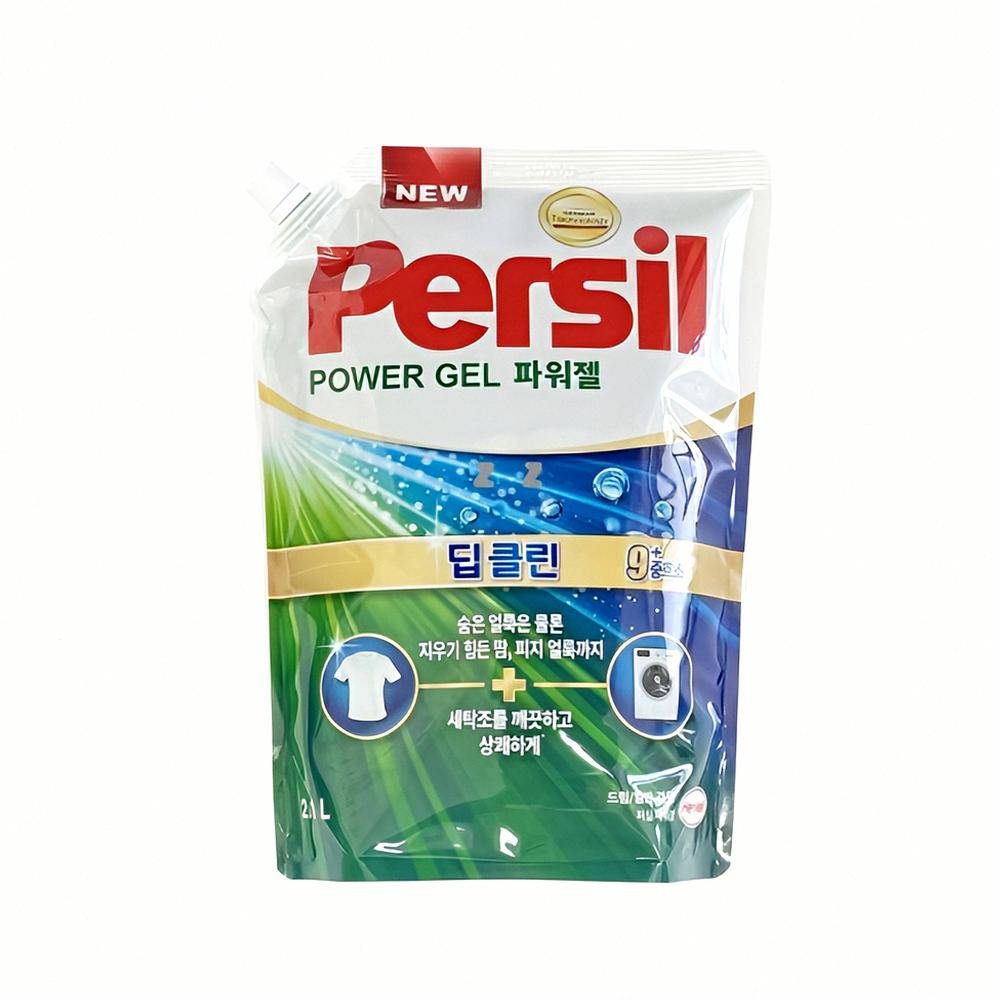 NEW
Persil
POWER GEL 파워젤
딥 클린
9+
숨은 얼룩은 물론
지우기 힘든 땀, 피지 얼룩까지
세탁조를 깨끗하고
상쾌하게
Persil